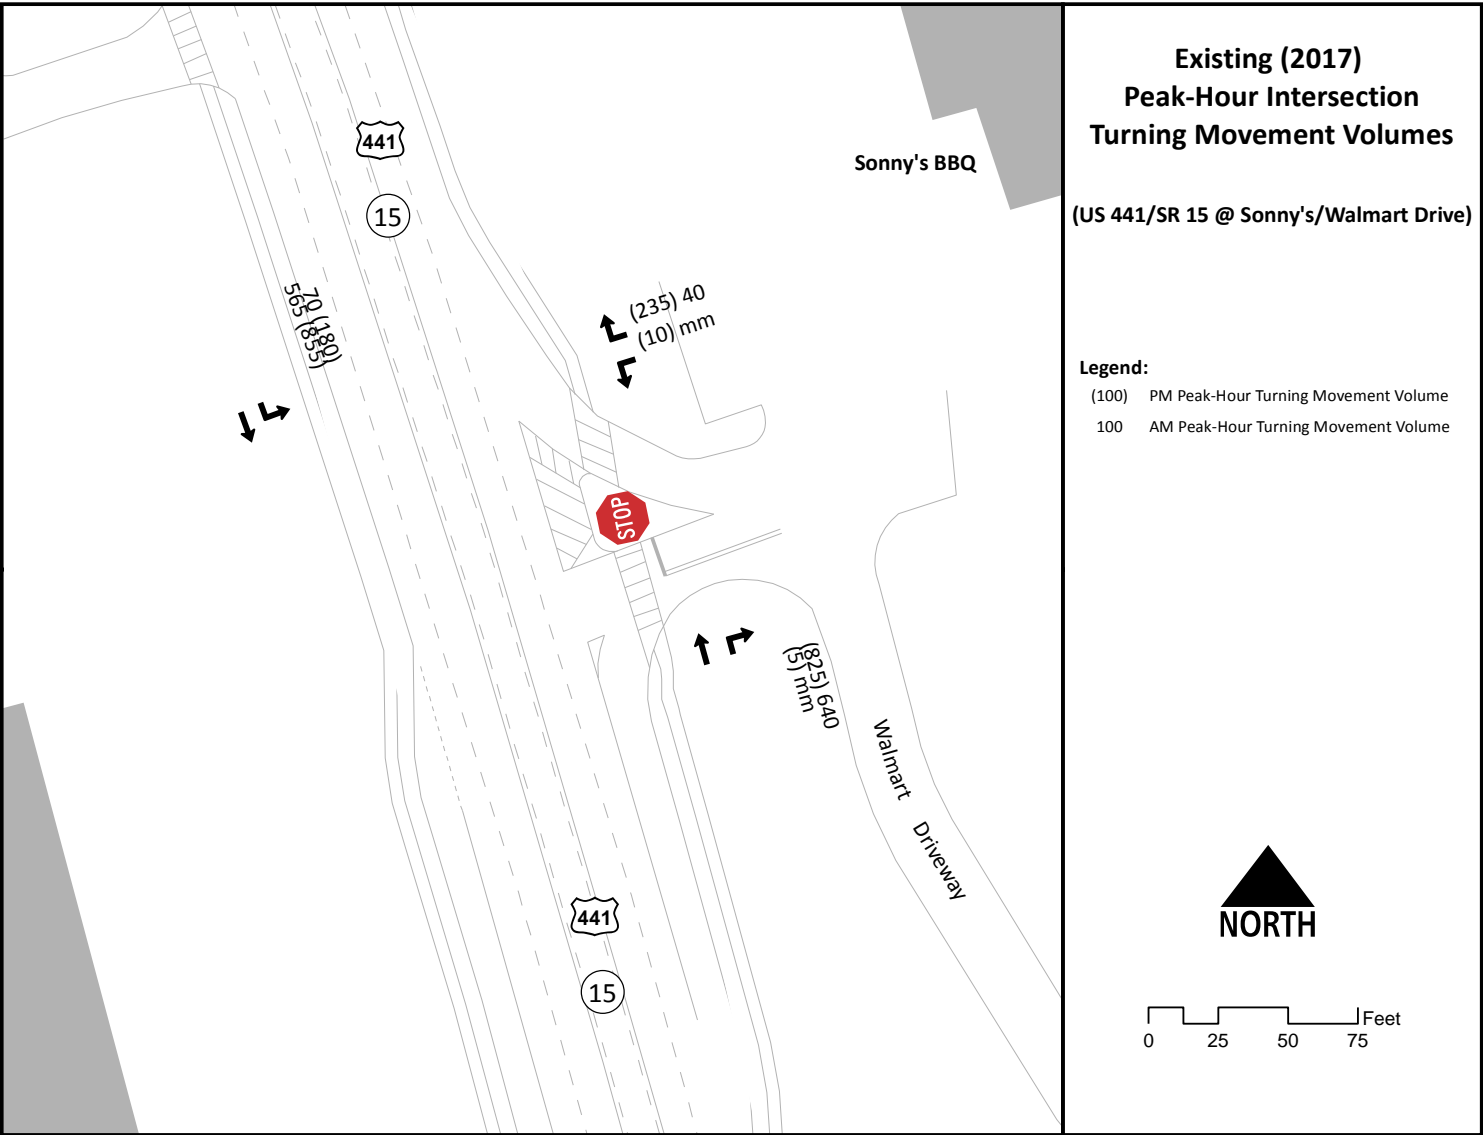 Existing (2017)
Peak-Hour Intersection
Turning Movement Volumes
(US 441/SR 15 @ Sonny's/Walmart Drive)
441
15
Sonny's BBQ
70 (180)
565 (855)
(235) 40
(10) mm
Legend:
(100) PM Peak-Hour Turning Movement Volume
100 AM Peak-Hour Turning Movement Volume
STOP
(825) 640
(5) mm
Walmart Driveway
441
15
NORTH
Feet
0 25 50 75